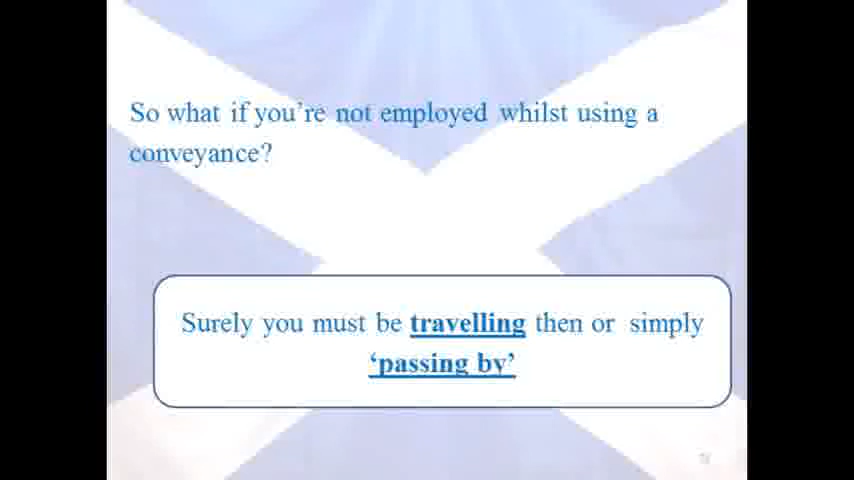 So what if you're not employed whilst using a
conveyance?
Surely you must be travelling then or simply
‘passing by’